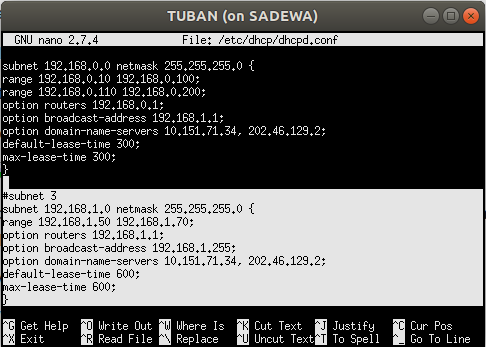 TUBAN (on SADEWA)
GNU nano 2.7.4 File: /etc/dhcp/dhcpd.conf
subnet 192.168.0.0 netmask 255.255.255.0 {
range 192.168.0.10 192.168.0.100;
range 192.168.0.110 192.168.0.200;
option routers 192.168.0.1;
option broadcast-address 192.168.1.1;
option domain-name-servers 10.151.71.34, 202.46.129.2;
default-lease-time 300;
max-lease-time 300;
}
#subnet 3
subnet 192.168.1.0 netmask 255.255.255.0 {
range 192.168.1.50 192.168.1.70;
option routers 192.168.1.1;
option broadcast-address 192.168.1.255;
option domain-name-servers 10.151.71.34, 202.46.129.2;
default-lease-time 600;
max-lease-time 600;
}
^G Get Help ^O Write Out ^W Where Is ^K Cut Text ^J Justify ^C Cur Pos
^X Exit ^R Read File ^\ Replace ^U Uncut Text ^T To Spell ^_ Go To Line